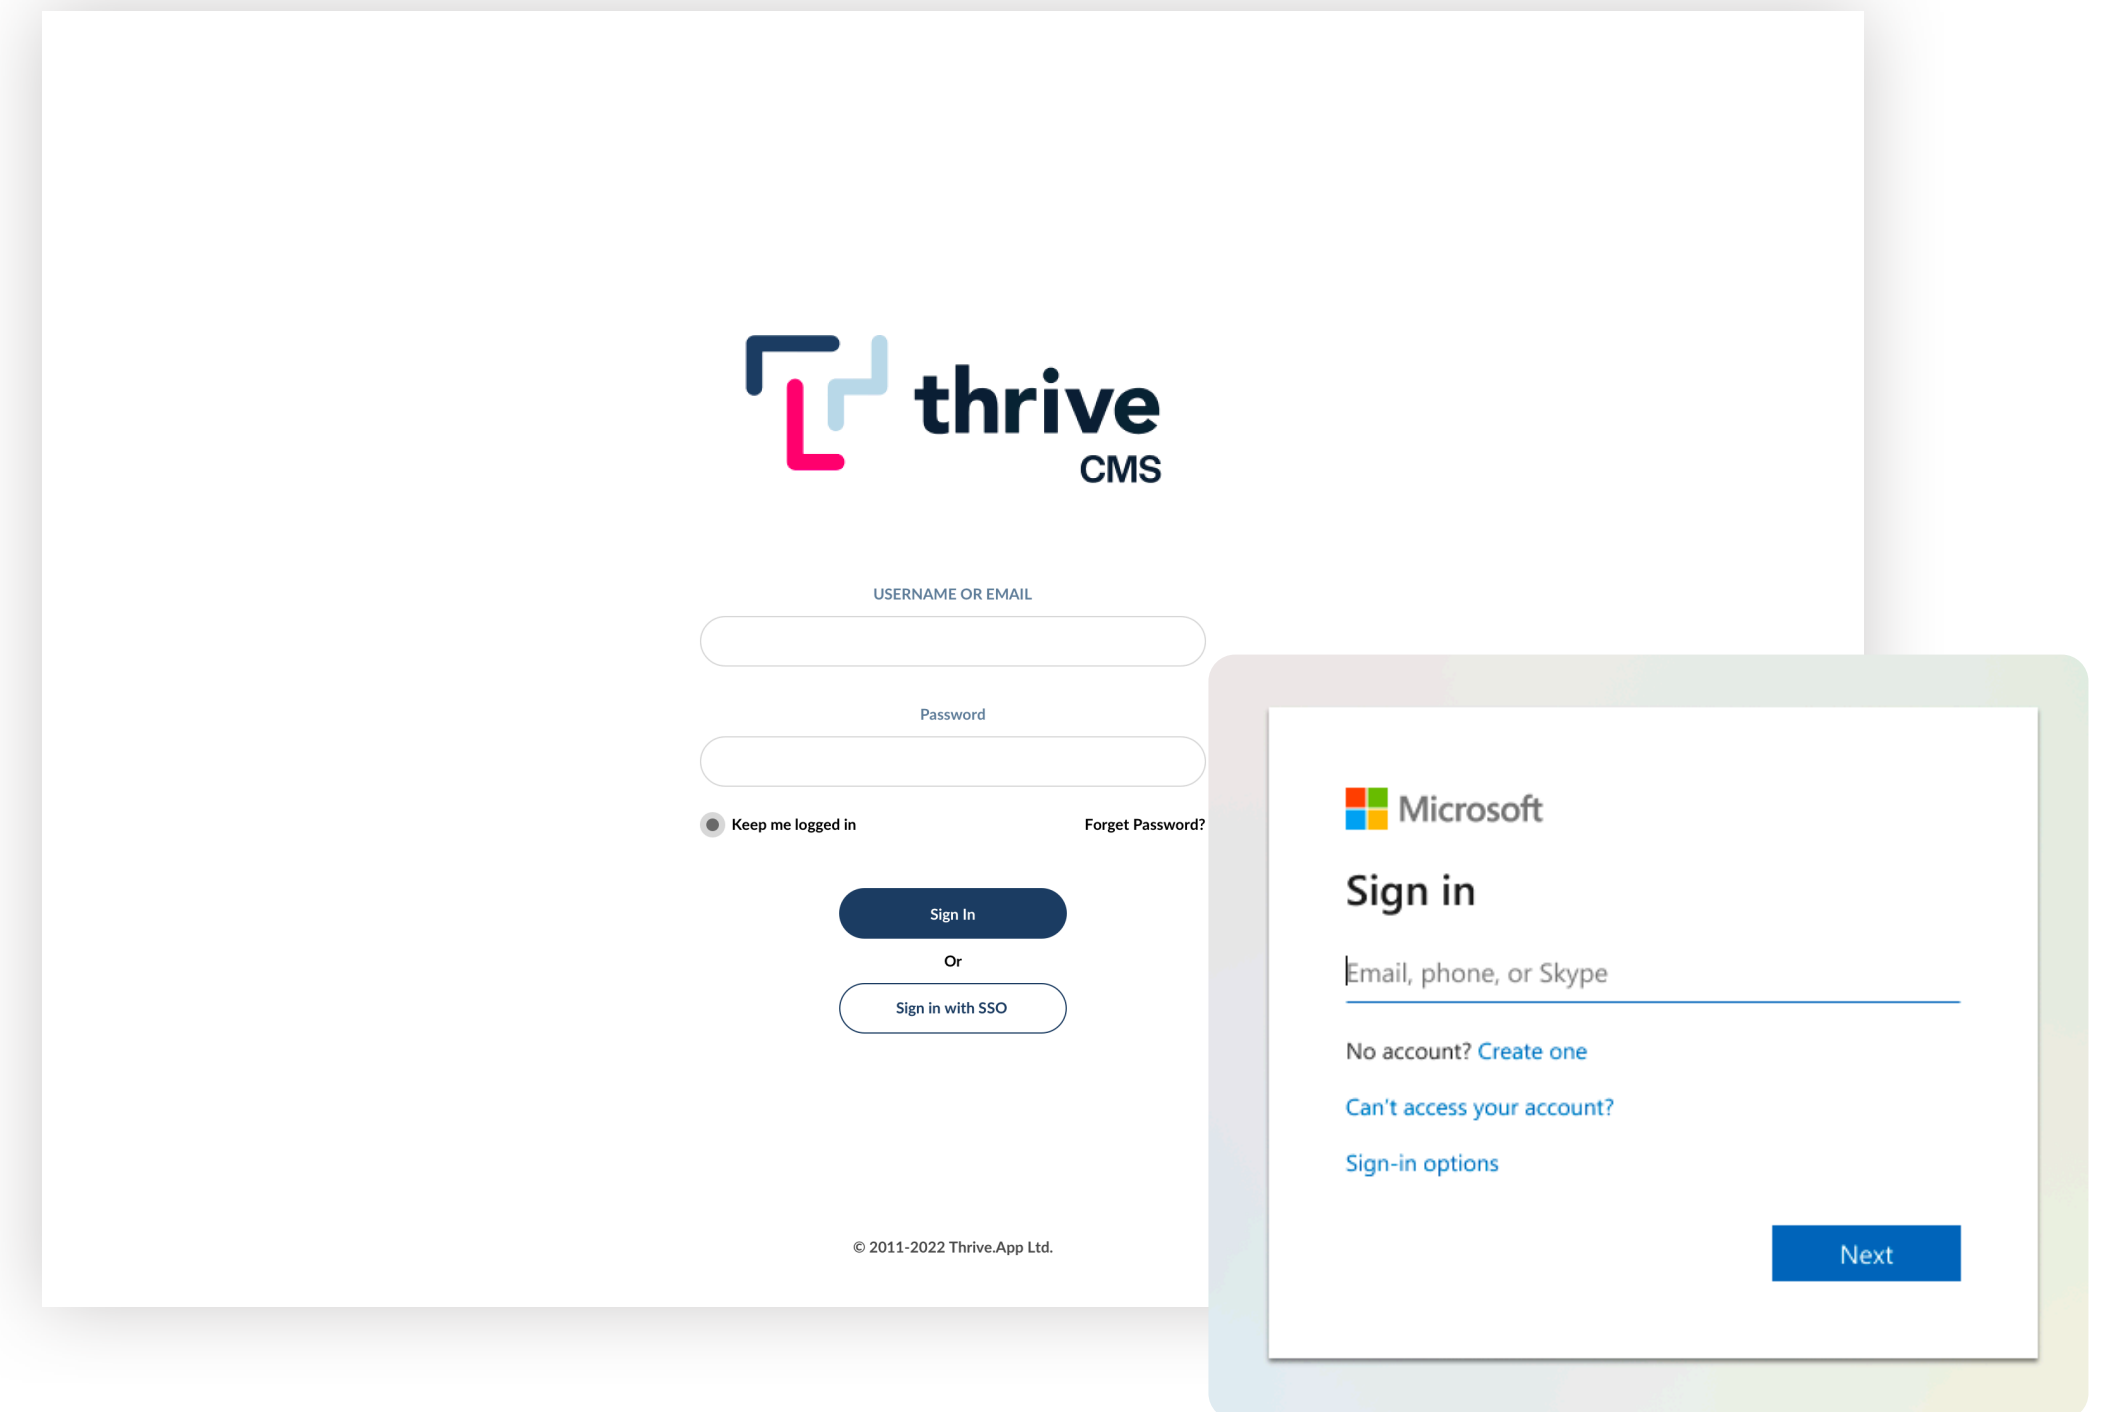 thrive
CMS
USERNAME OR EMAIL
Password
Keep me logged in
Forget Password?
Sign In
Or
Sign in with SSO
© 2011-2022 Thrive.App Ltd.
Microsoft
Sign in
Email, phone, or Skype
No account? Create one
Can't access your account?
Sign-in options
Next